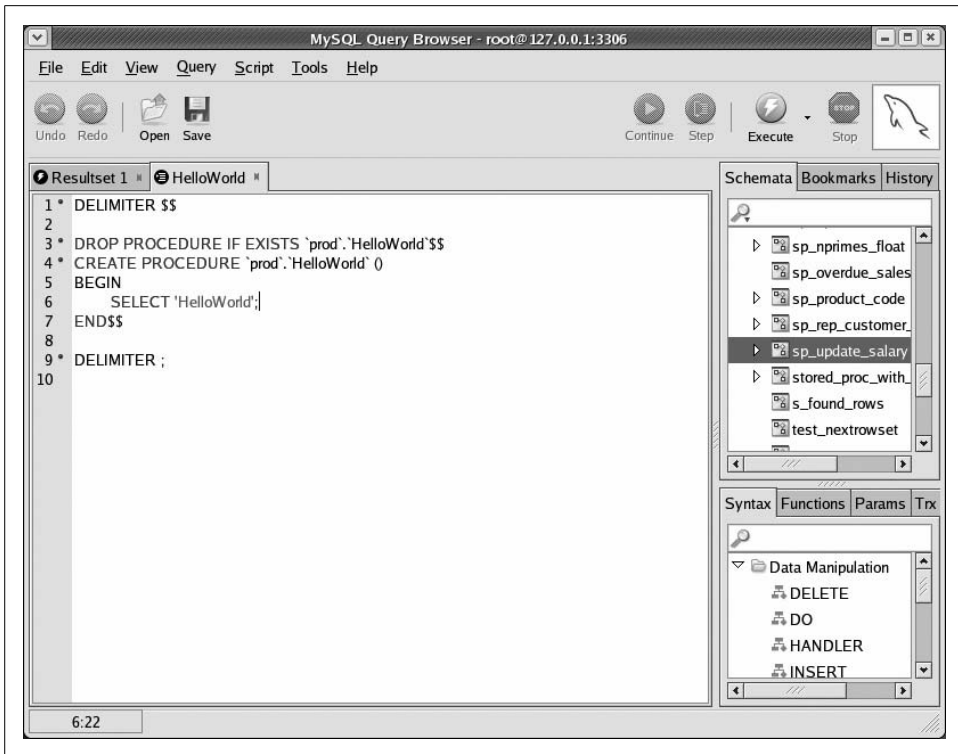 MySQL Query Browser - root@127.0.0.1:3306
File Edit View Query Script Tools Help
Undo Redo Open Save Continue Step Execute Stop
STOP
Resultset 1 HelloWorld
1 * DELIMITER $$
2
3 * DROP PROCEDURE IF EXISTS `prod`.`HelloWorld`$$
4 * CREATE PROCEDURE `prod`.`HelloWorld` ()
5 BEGIN
6 SELECT 'HelloWorld';
7 END$$
8
9 * DELIMITER ;
10
Schemata Bookmarks History
sp_nprimes_float
sp_overdue_sales
sp_product_code
sp_rep_customer_
sp_update_salary
stored_proc_with_
s_found_rows
test_nextrowset
Syntax Functions Params Trx
Data Manipulation
DELETE
DO
HANDLER
INSERT
6:22